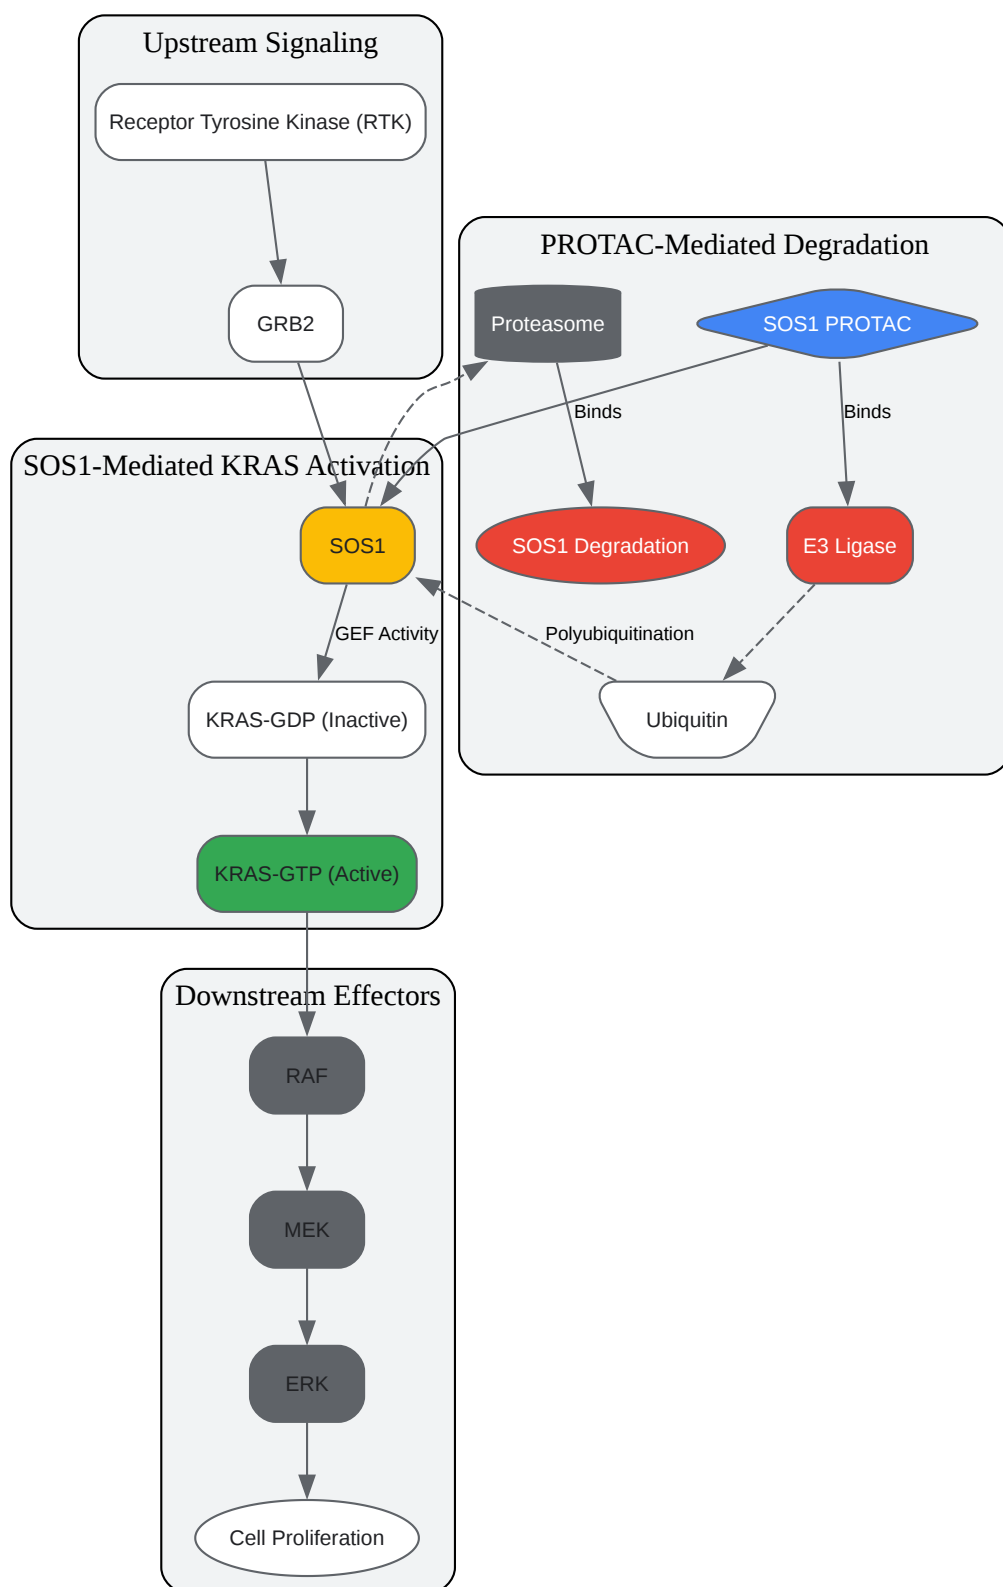 Upstream Signaling
Receptor Tyrosine Kinase (RTK)
GRB2
PROTAC-Mediated Degradation
Proteasome
SOS1 PROTAC
Binds
Binds
SOS1-Mediated KRAS Activation
SOS1
SOS1 Degradation
E3 Ligase
GEF Activity
Polyubiquitination
KRAS-GDP (Inactive)
Ubiquitin
KRAS-GTP (Active)
Downstream Effectors
RAF
MEK
ERK
Cell Proliferation